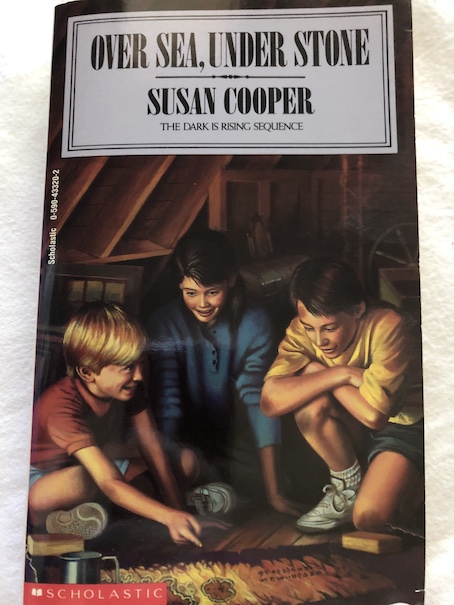 OVER SEA, UNDER STONE
SUSAN COOPER
THE DARK IS RISING SEQUENCE
Scholastic 0-590-43320-2
SCHOLASTIC